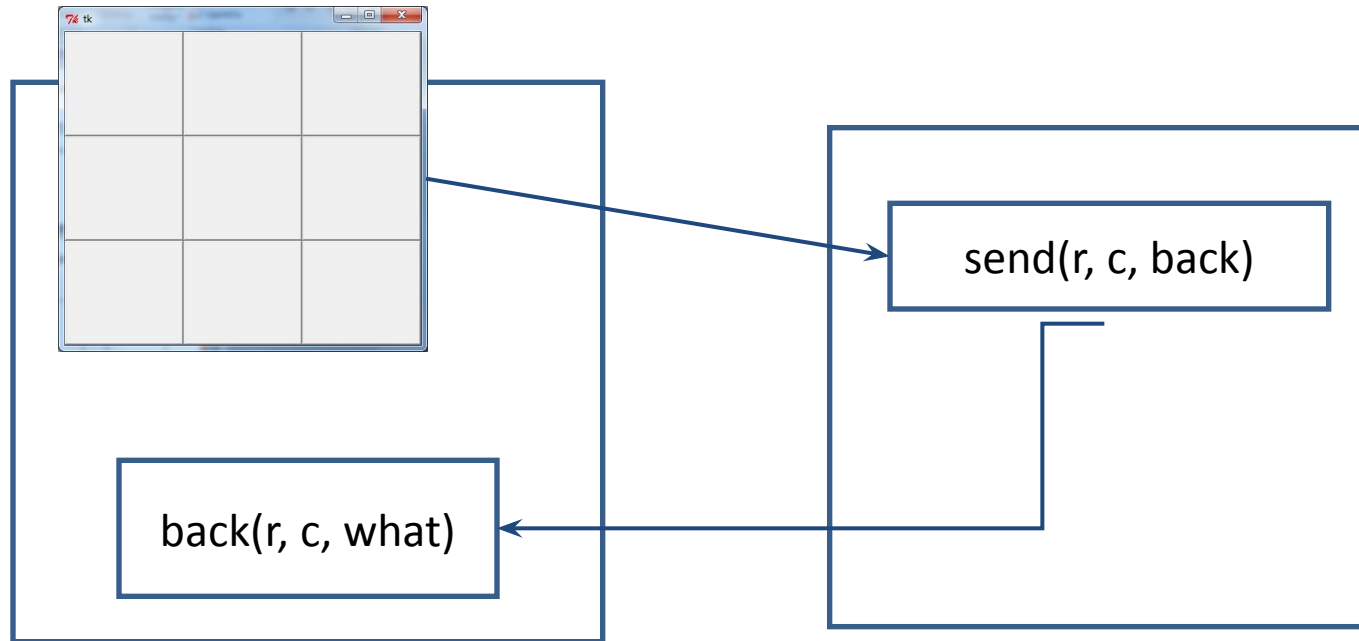 tk
send(r, c, back)
back(r, c, what)